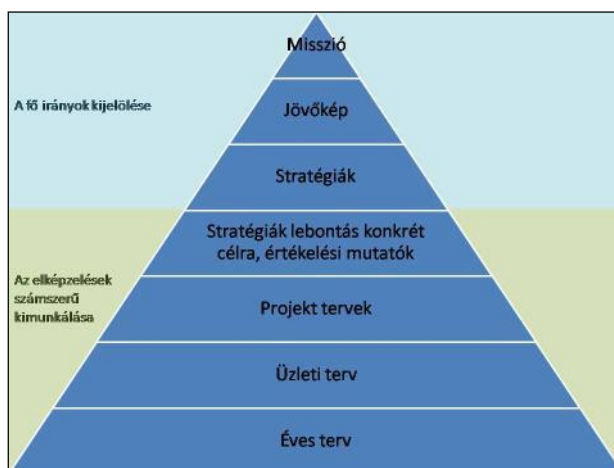 Misszió
A fő irányok kijelölése
Jövőkép
Stratégiák
Stratégiák lebontás konkrét
célra, értékelési mutatók
Az elképzelések
számszerű
kimunkálása
Projekt tervek
Üzleti terv
Éves terv